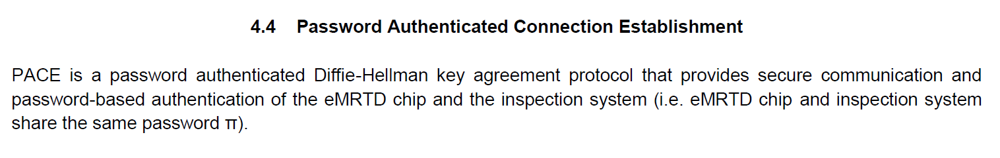 4.4 Password Authenticated Connection Establishment
PACE is a password authenticated Diffie-Hellman key agreement protocol that provides secure communication and
password-based authentication of the eMRTD chip and the inspection system (i.e. eMRTD chip and inspection system
share the same password π).